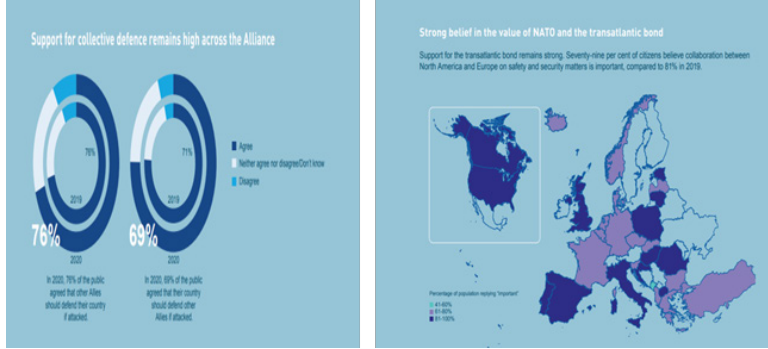 Support for collective defence remains high across the Alliance
76%
2019
76%
2020
71%
2019
69%
2020
Agree
Neither agree nor disagree/Don't know
Disagree
In 2020, 76% of the public
agreed that other Allies
should defend their country
if attacked.
In 2020, 69% of the public
agreed that their country
should defend other
Allies if attacked.
Strong belief in the value of NATO and the transatlantic bond
Support for the transatlantic bond remains strong. Seventy-nine per cent of citizens believe collaboration between
North America and Europe on safety and security matters is important, compared to 81% in 2019.
Percentage of population replying "important"
41-60%
61-80%
81-100%